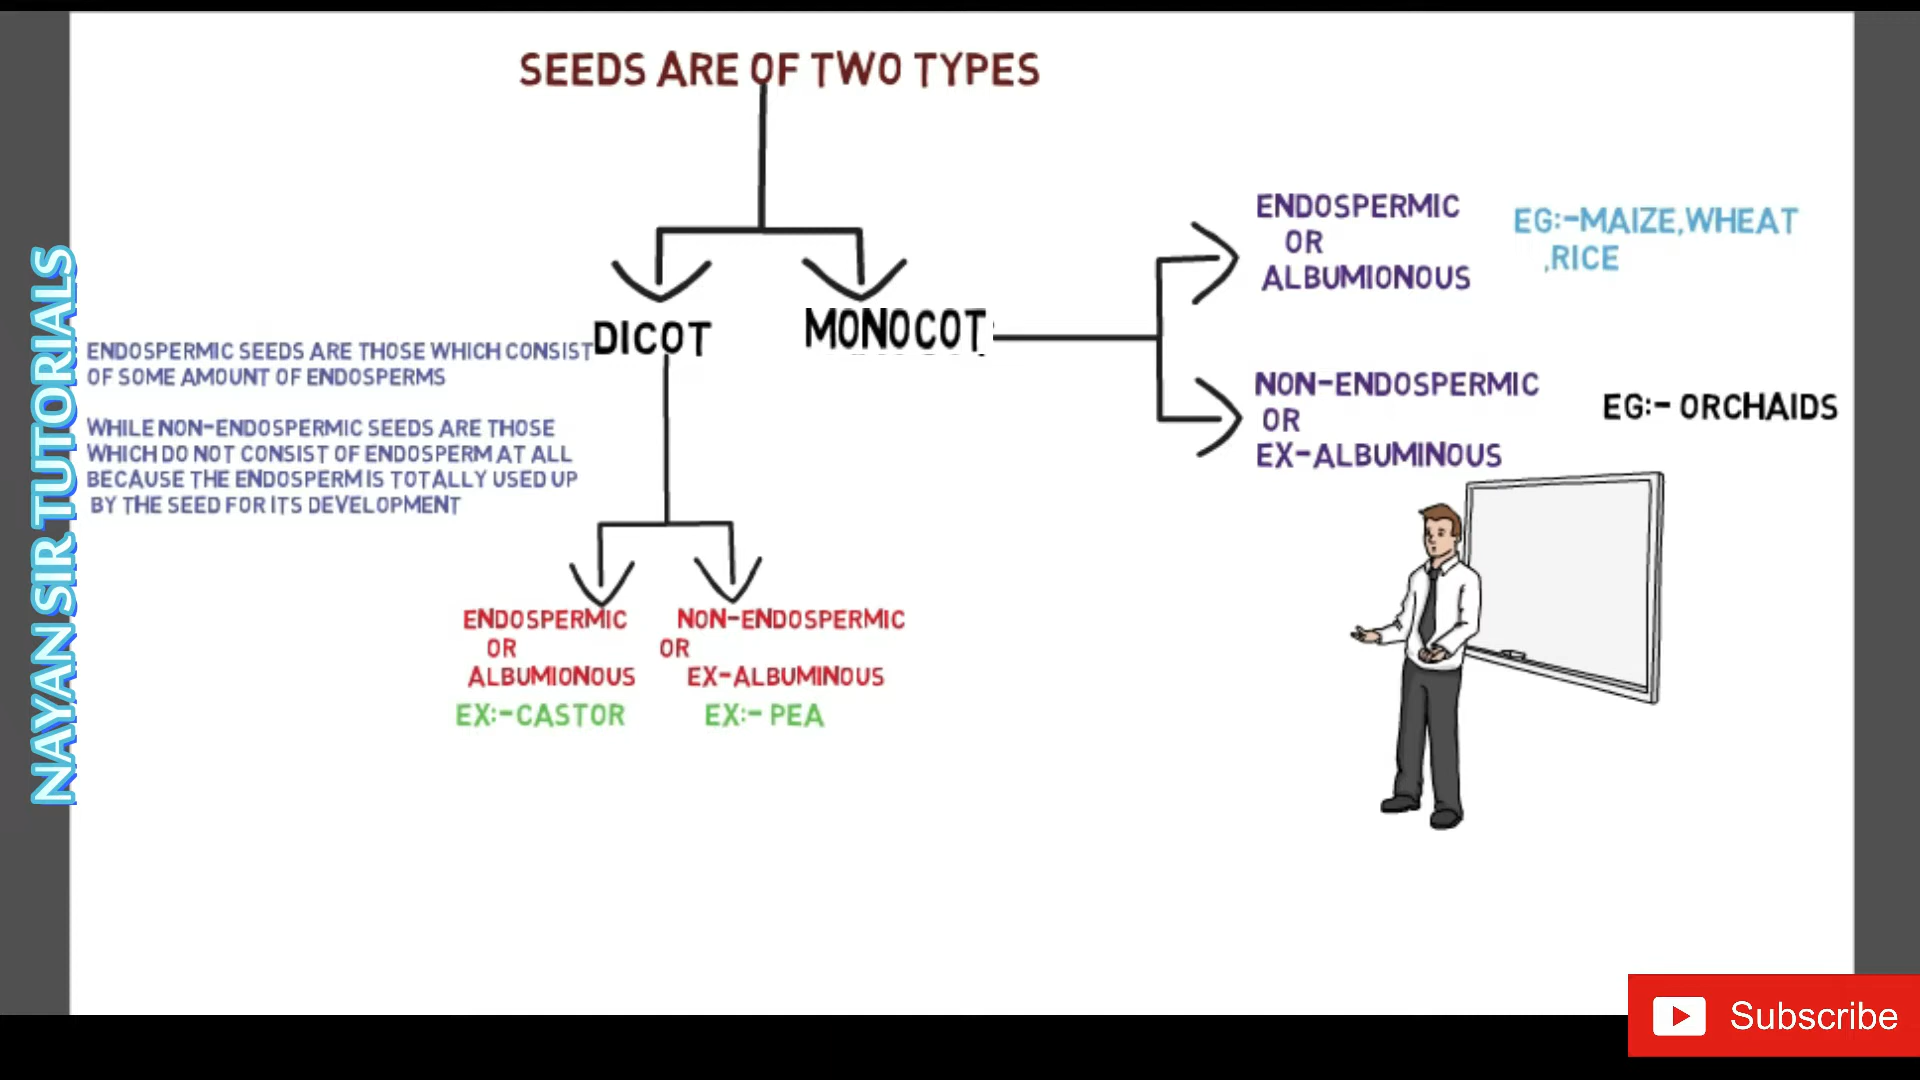 SEEDS ARE OF TWO TYPES
DICOT
MONOCOT
ENDOSPERMIC
OR
ALBUMIONOUS
EG:-MAIZE,WHEAT
,RICE
NON-ENDOSPERMIC
OR
EX-ALBUMINOUS
EG:- ORCHAIDS
ENDOSPERMIC SEEDS ARE THOSE WHICH CONSIST
OF SOME AMOUNT OF ENDOSPERMS
WHILE NON-ENDOSPERMIC SEEDS ARE THOSE
WHICH DO NOT CONSIST OF ENDOSPERM AT ALL
BECAUSE THE ENDOSPERM IS TOTALLY USED UP
BY THE SEED FOR ITS DEVELOPMENT
ENDOSPERMIC
OR
ALBUMIONOUS
EX:-CASTOR
NON-ENDOSPERMIC
OR
EX-ALBUMINOUS
EX:- PEA
NAYAN SIR TUTORIALS
Subscribe